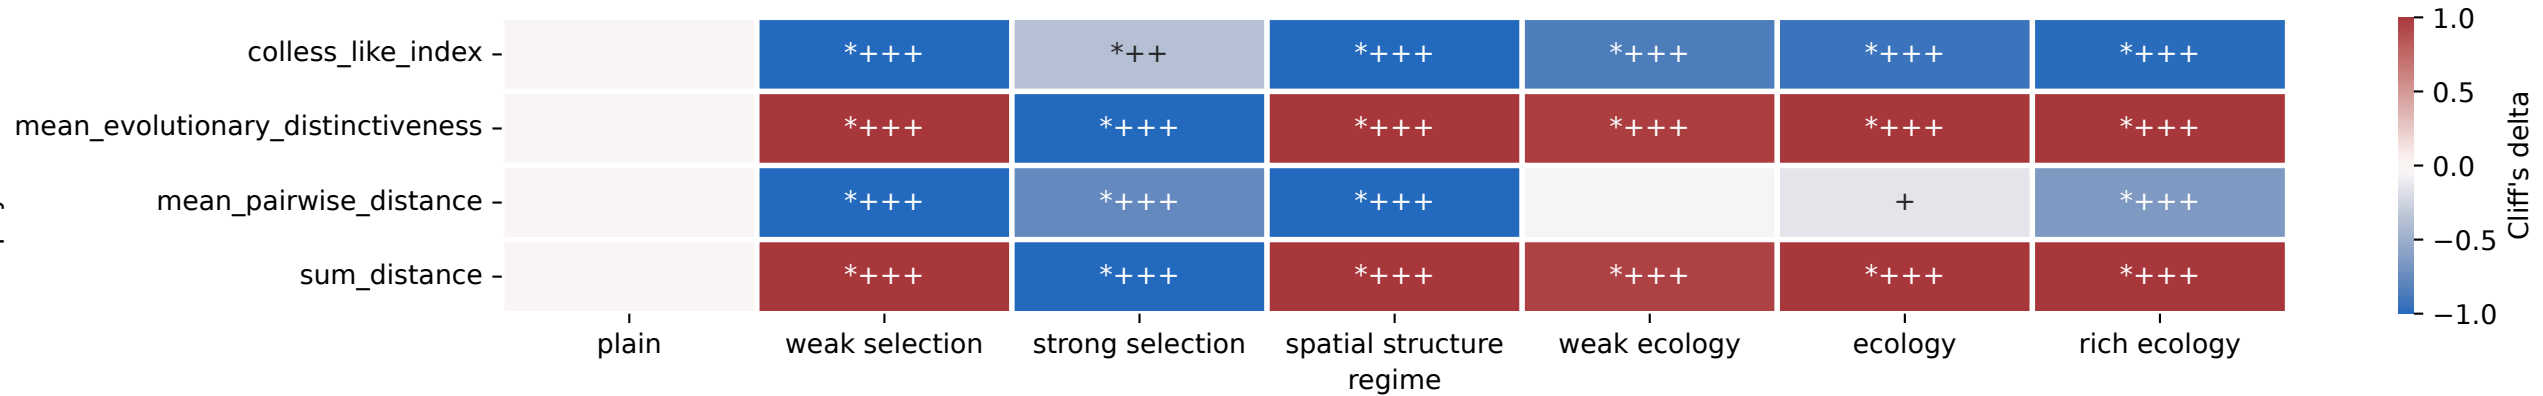 colless_like_index
*+++ *++ *+++ *+++ *+++ *+++
mean_evolutionary_distinctiveness
*+++ *+++ *+++ *+++ *+++ *+++
mean_pairwise_distance
*+++ *+++ *+++ + *+++
sum_distance
*+++ *+++ *+++ *+++ *+++ *+++
plain weak selection strong selection spatial structure weak ecology ecology rich ecology
regime
1.0
0.5
0.0
−0.5
−1.0
Cliff's delta